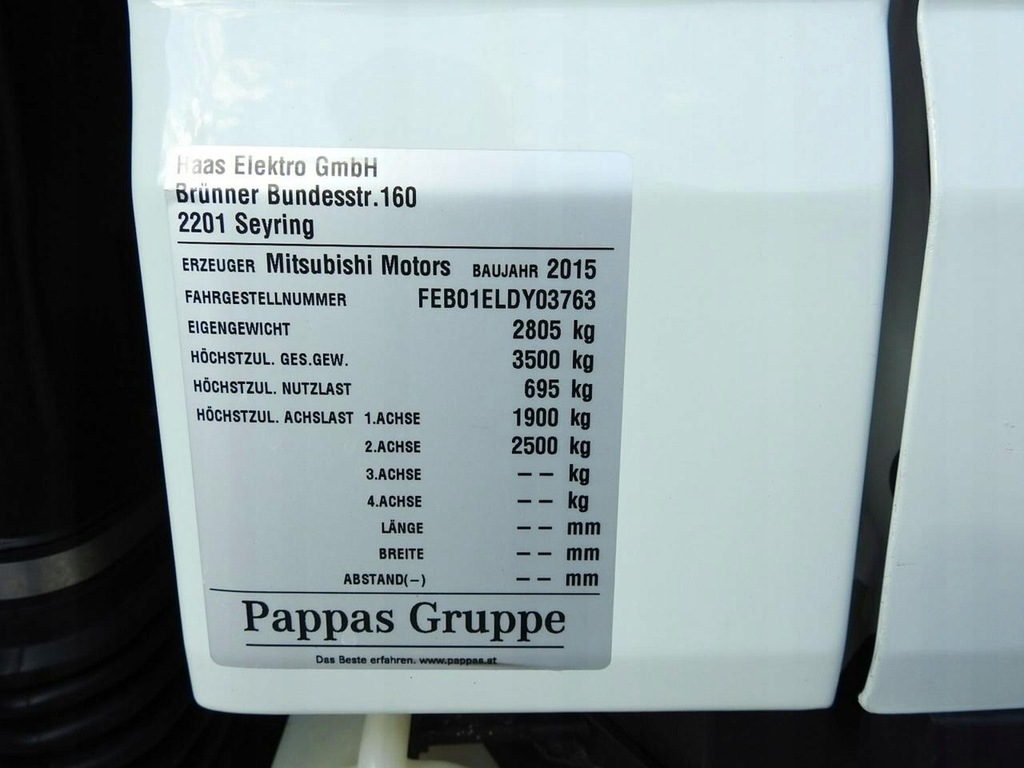 Haas Elektro GmbH
Brünner Bundesstr.160
2201 Seyring
ERZEUGER Mitsubishi Motors BAUJAHR 2015
FAHRGESTELLNUMMER FEB01ELDY03763
EIGENGEWICHT 2805 kg
HÖCHSTZUL. GES.GEW. 3500 kg
HÖCHSTZUL. NUTZLAST 695 kg
HÖCHSTZUL. ACHSLAST 1.ACHSE 1900 kg
2.ACHSE 2500 kg
3.ACHSE -- kg
4.ACHSE -- kg
LÄNGE -- mm
BREITE -- mm
ABSTAND(-) -- mm
Pappas Gruppe
Das Beste erfahren. www.pappas.at